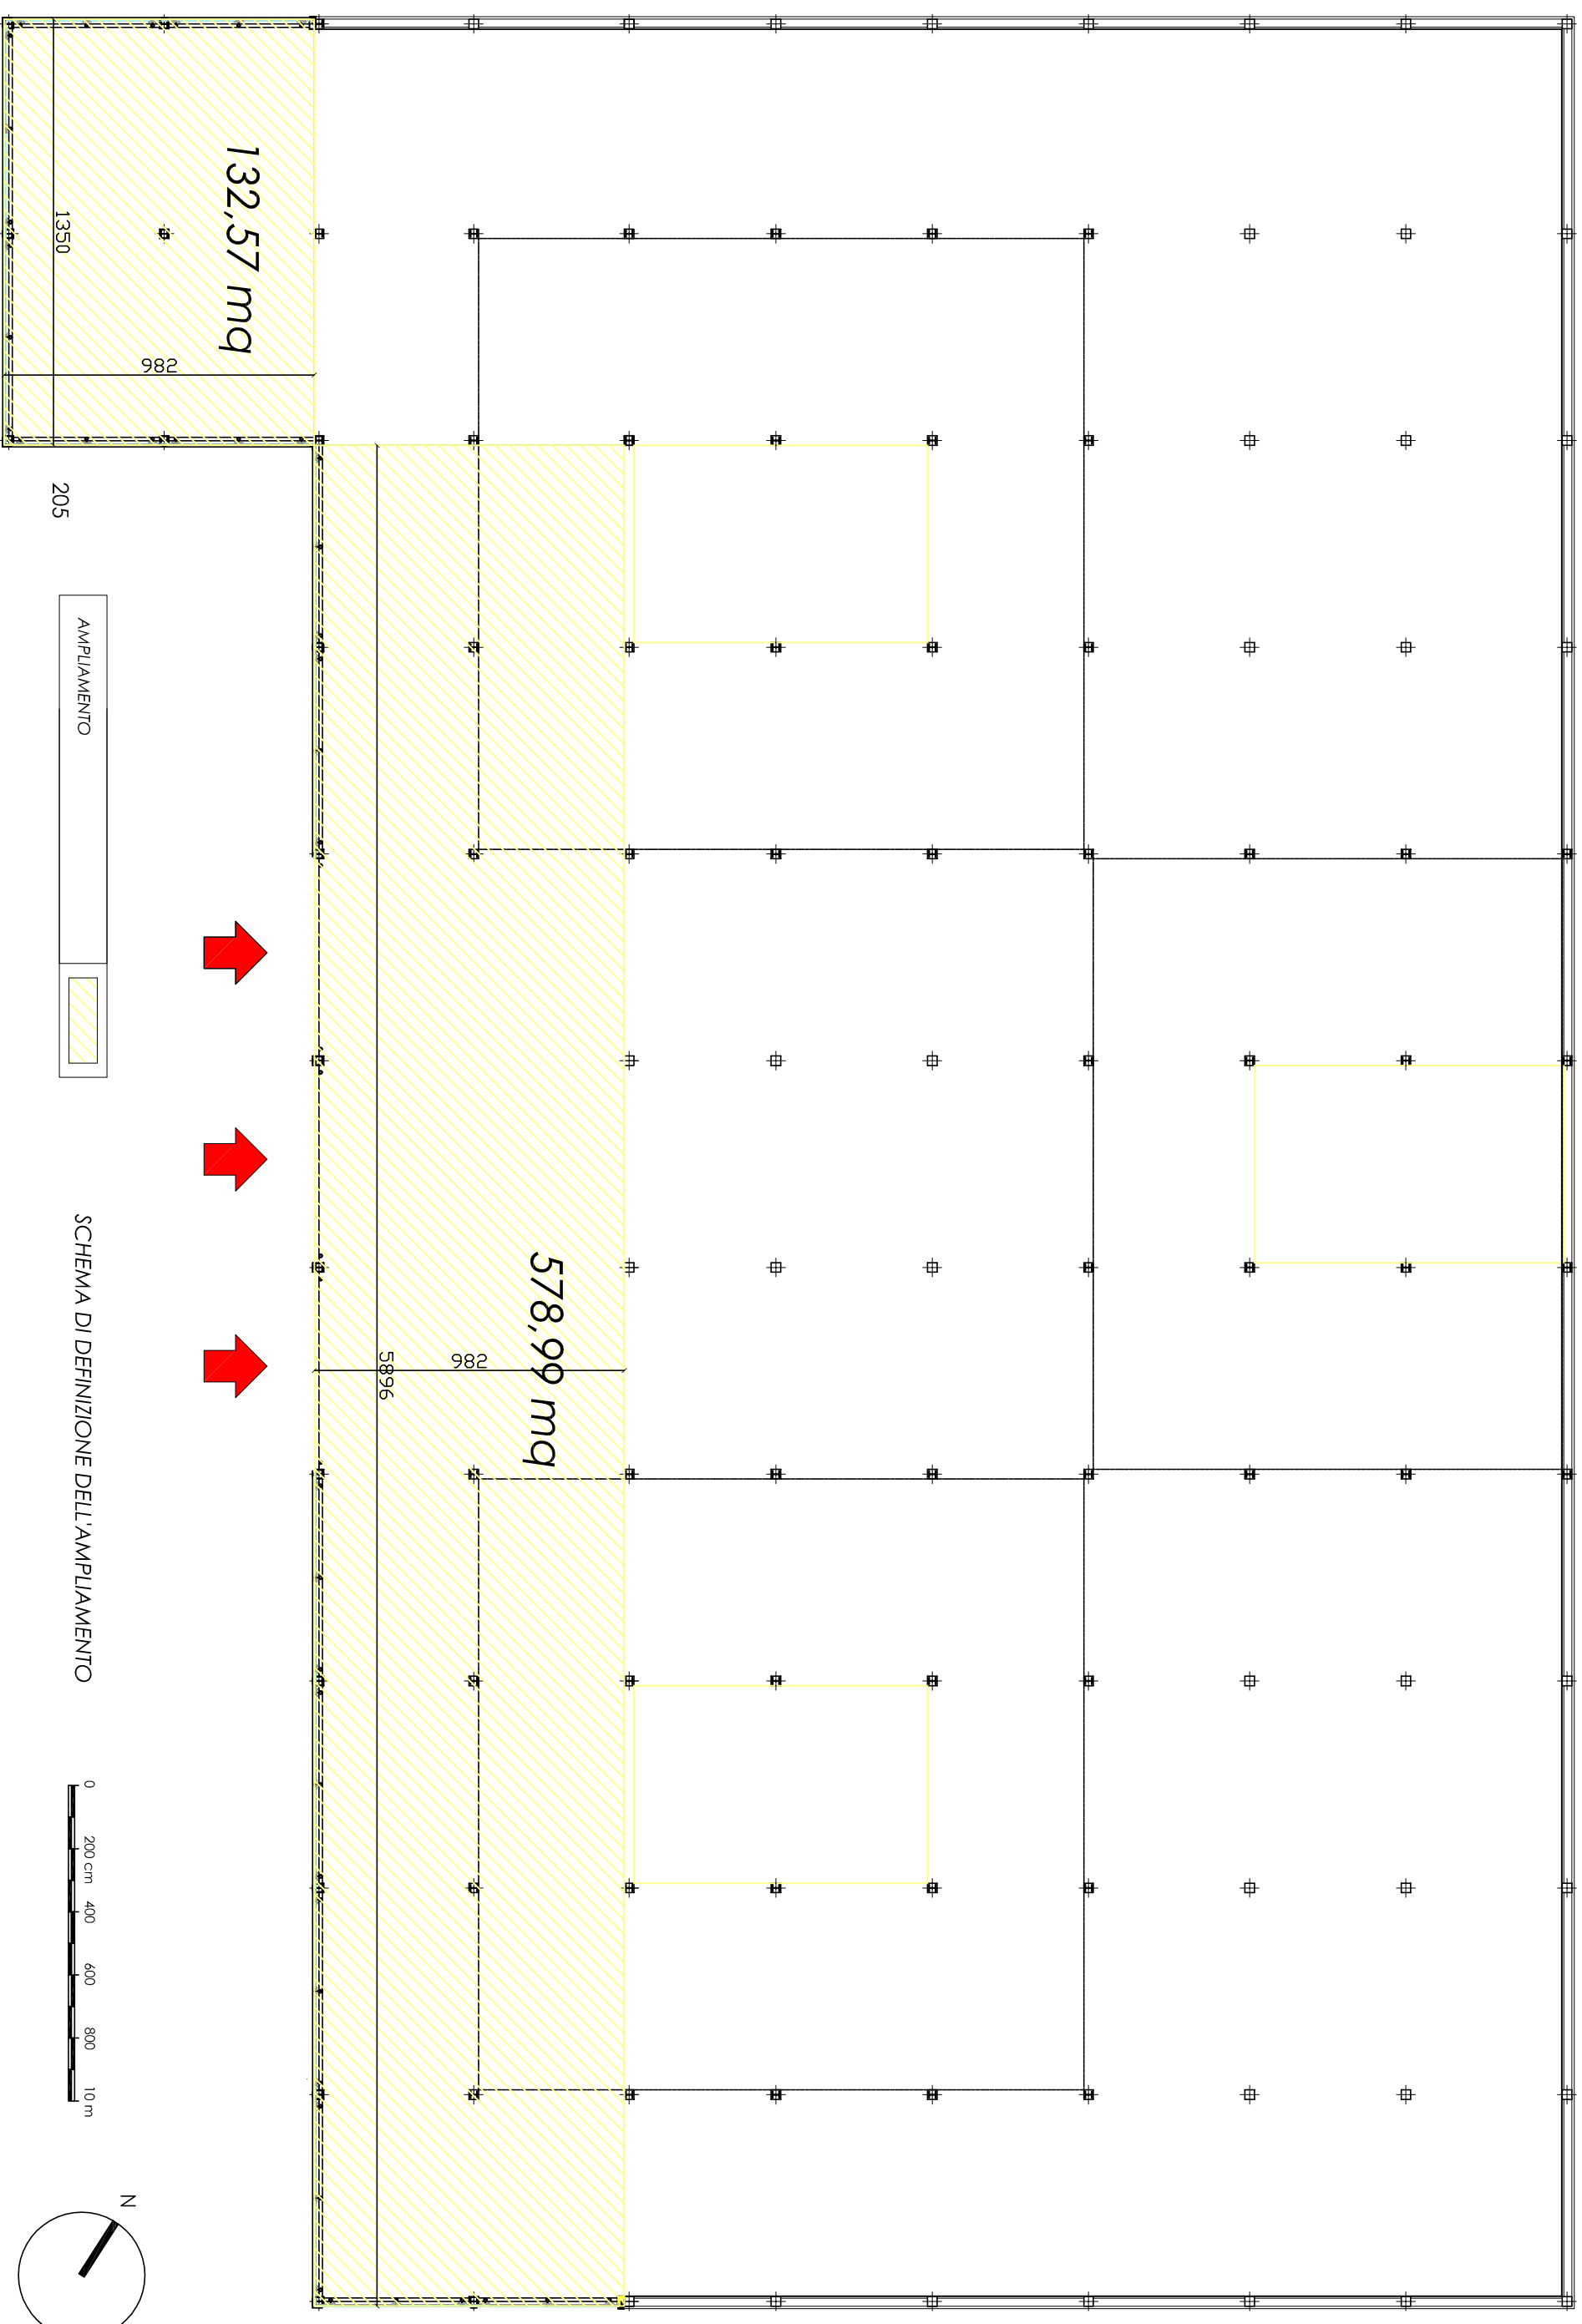 132,57 mq
1350
982
578,99 mq
982
5896
205
AMPLIAMENTO
SCHEMA DI DEFINIZIONE DELL'AMPLIAMENTO
0 200 cm 400 600 800 10 m
N